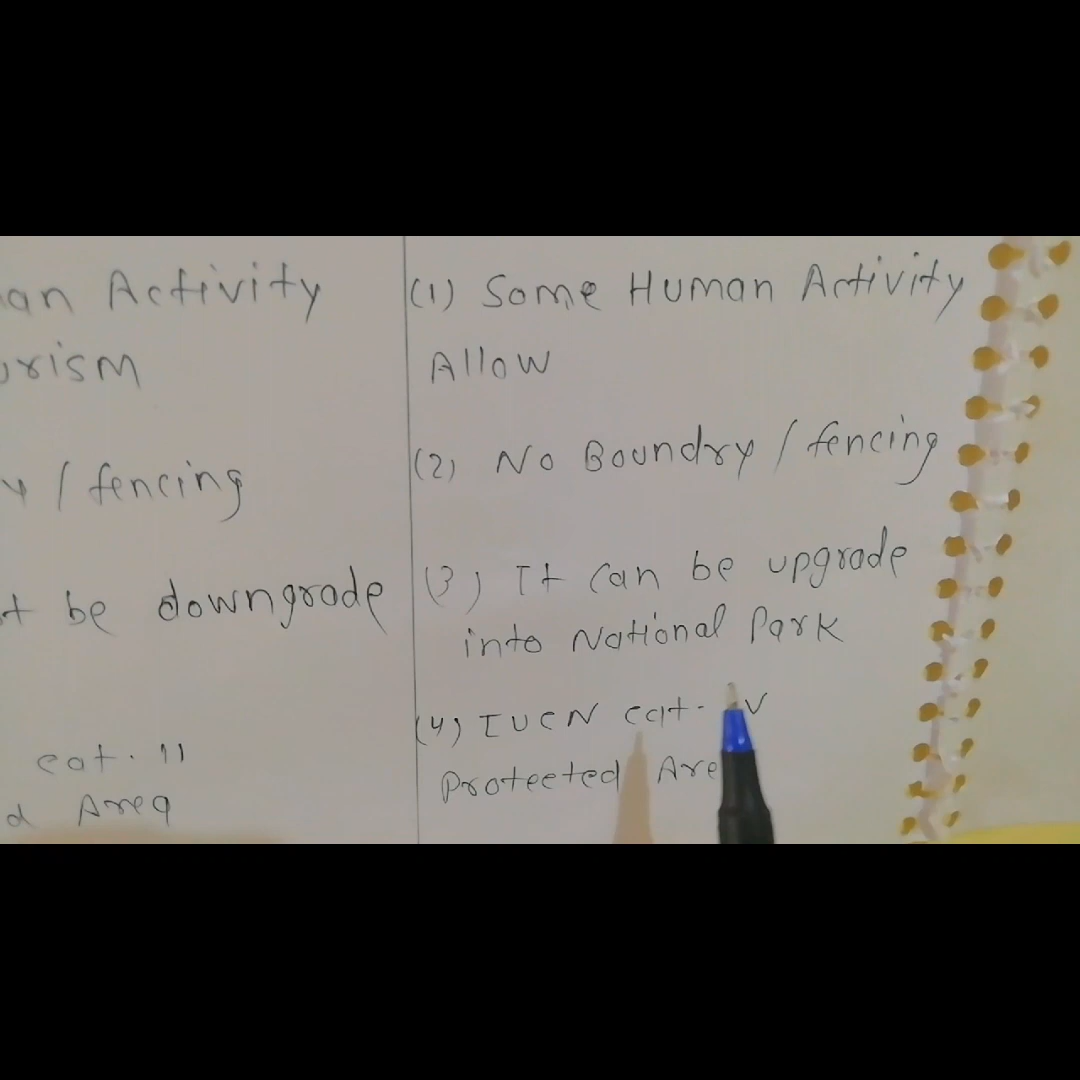 an Activity
rism
/ fencing
be downgrade
cat. 11
d Area
(1) Some Human Activity
Allow
(2) No Boundry / fencing
(3) It can be upgrade
into National Park
(4) IUCN cat. V
Protected Are